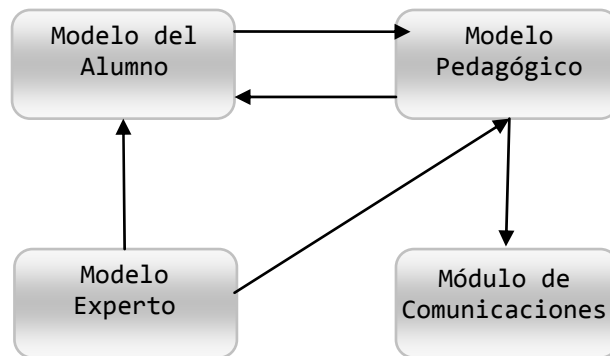 Modelo del
Alumno
Modelo
Pedagógico
Modelo
Experto
Módulo de
Comunicaciones